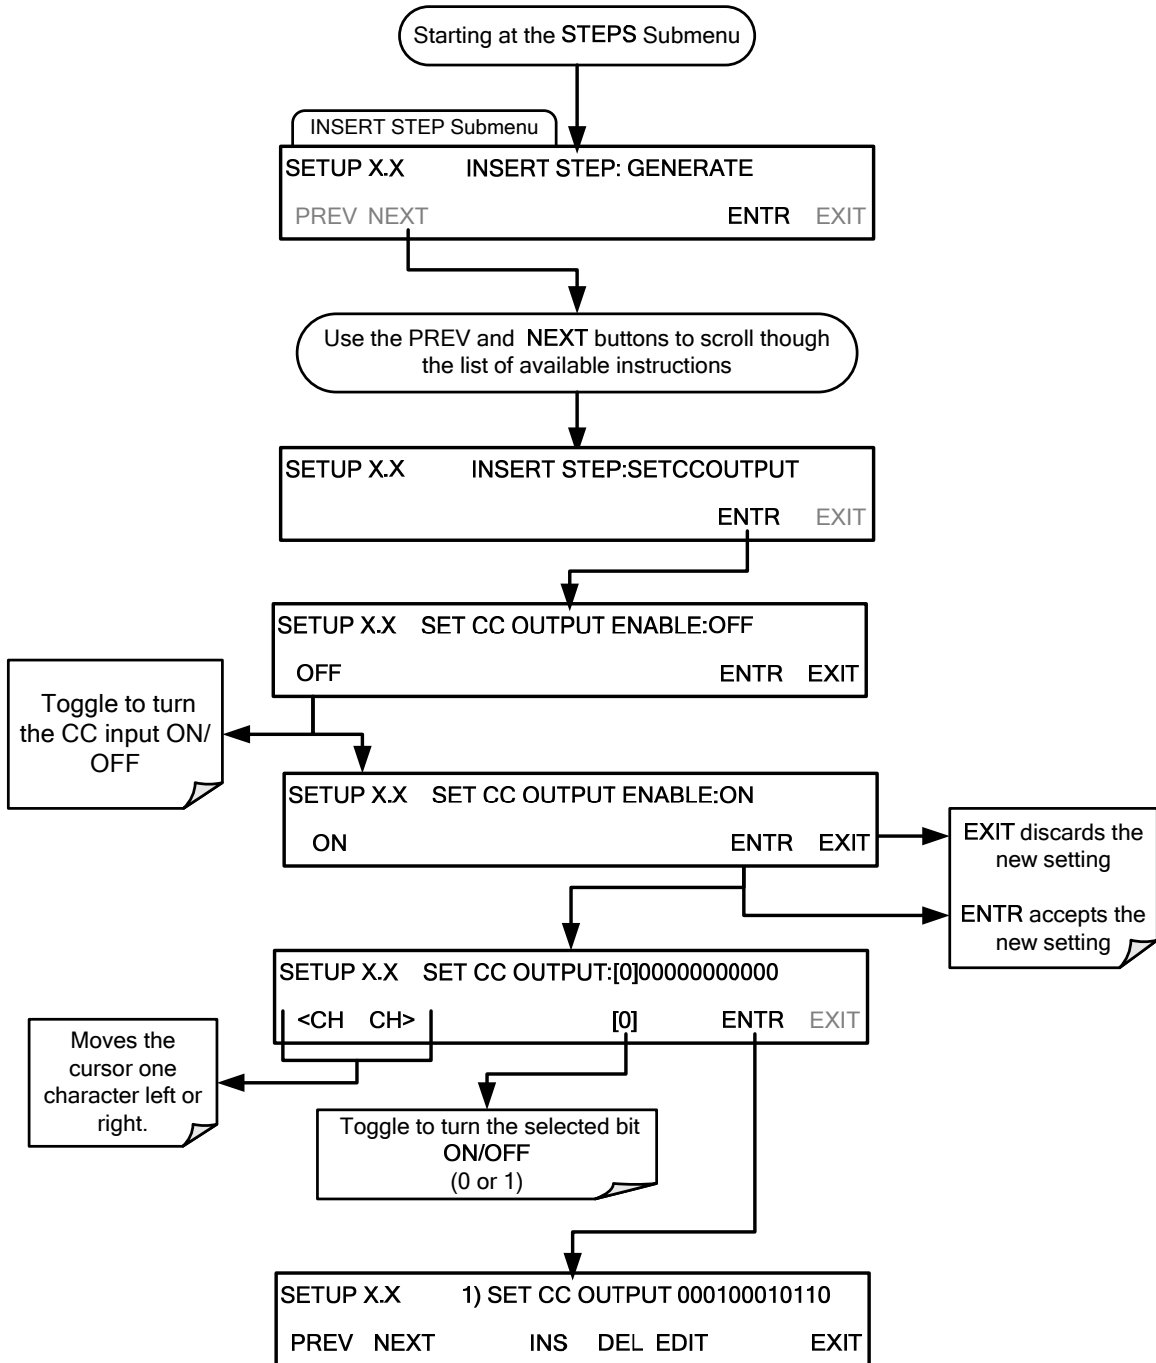 Starting at the STEPS Submenu
INSERT STEP Submenu
SETUP X.X INSERT STEP: GENERATE
PREV NEXT ENTR EXIT
Use the PREV and NEXT buttons to scroll though
the list of available instructions
SETUP X.X INSERT STEP:SETCCOUTPUT
ENTR EXIT
SETUP X.X SET CC OUTPUT ENABLE:OFF
OFF ENTR EXIT
Toggle to turn
the CC input ON/
OFF
SETUP X.X SET CC OUTPUT ENABLE:ON
ON ENTR EXIT
EXIT discards the
new setting
ENTR accepts the
new setting
SETUP X.X SET CC OUTPUT:[0]00000000000
<CH CH> [0] ENTR EXIT
Moves the
cursor one
character left or
right.
Toggle to turn the selected bit
ON/OFF
(0 or 1)
SETUP X.X 1) SET CC OUTPUT 000100010110
PREV NEXT INS DEL EDIT EXIT